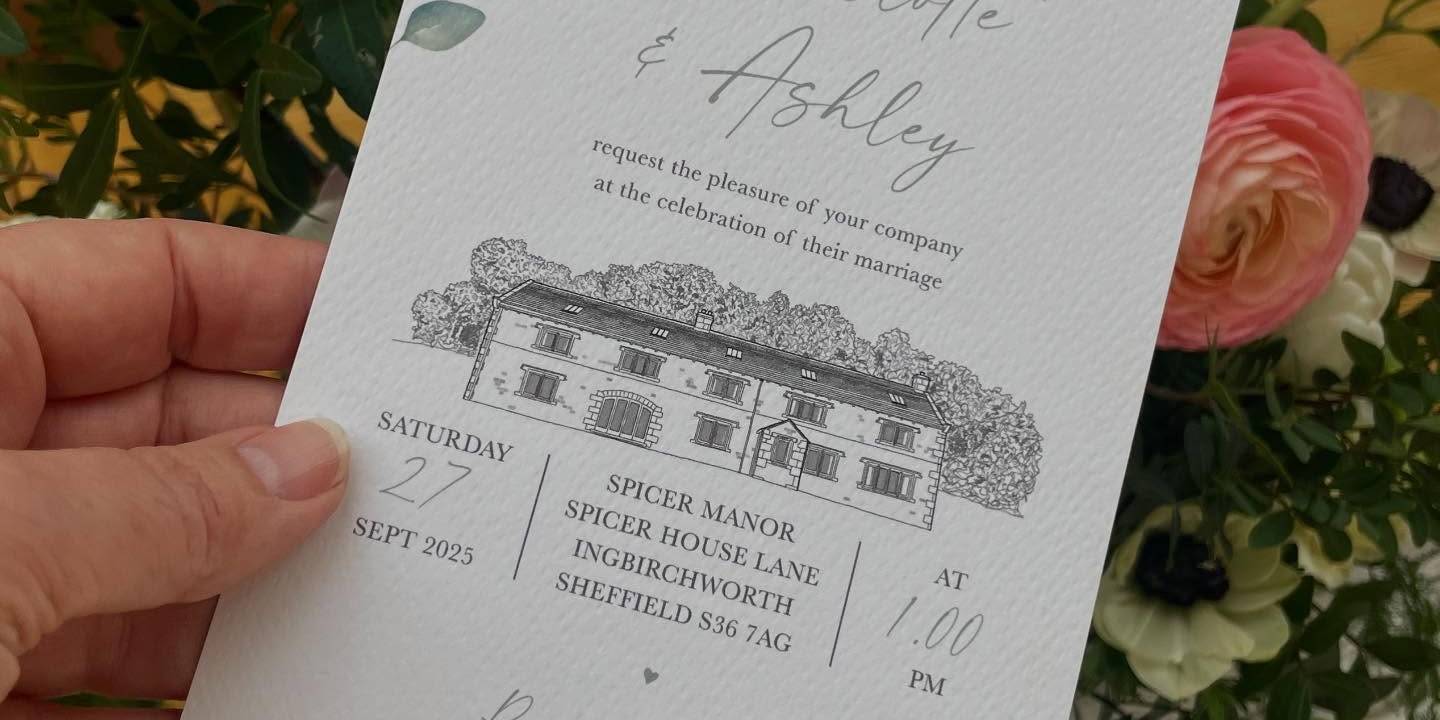 & Ashley
request the pleasure of your company
at the celebration of their marriage
SATURDAY
27
SEPT 2025
SPICER MANOR
SPICER HOUSE LANE
INGBIRCHWORTH
SHEFFIELD S36 7AG
AT
1.00
PM